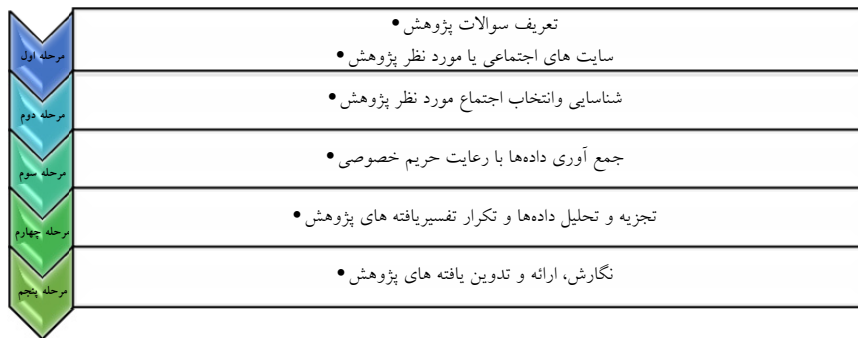 مرحله اول
تعریف سوالات پژوهش •
سایت های اجتماعی یا مورد نظر پژوهش •
مرحله دوم
شناسایی وانتخاب اجتماع مورد نظر پژوهش •
مرحله سوم
جمع آوری داده‌ها با رعایت حریم خصوصی •
مرحله چهارم
تجزیه و تحلیل داده‌ها و تکرار تفسیریافته های پژوهش •
مرحله پنجم
نگارش، ارائه و تدوین یافته های پژوهش •